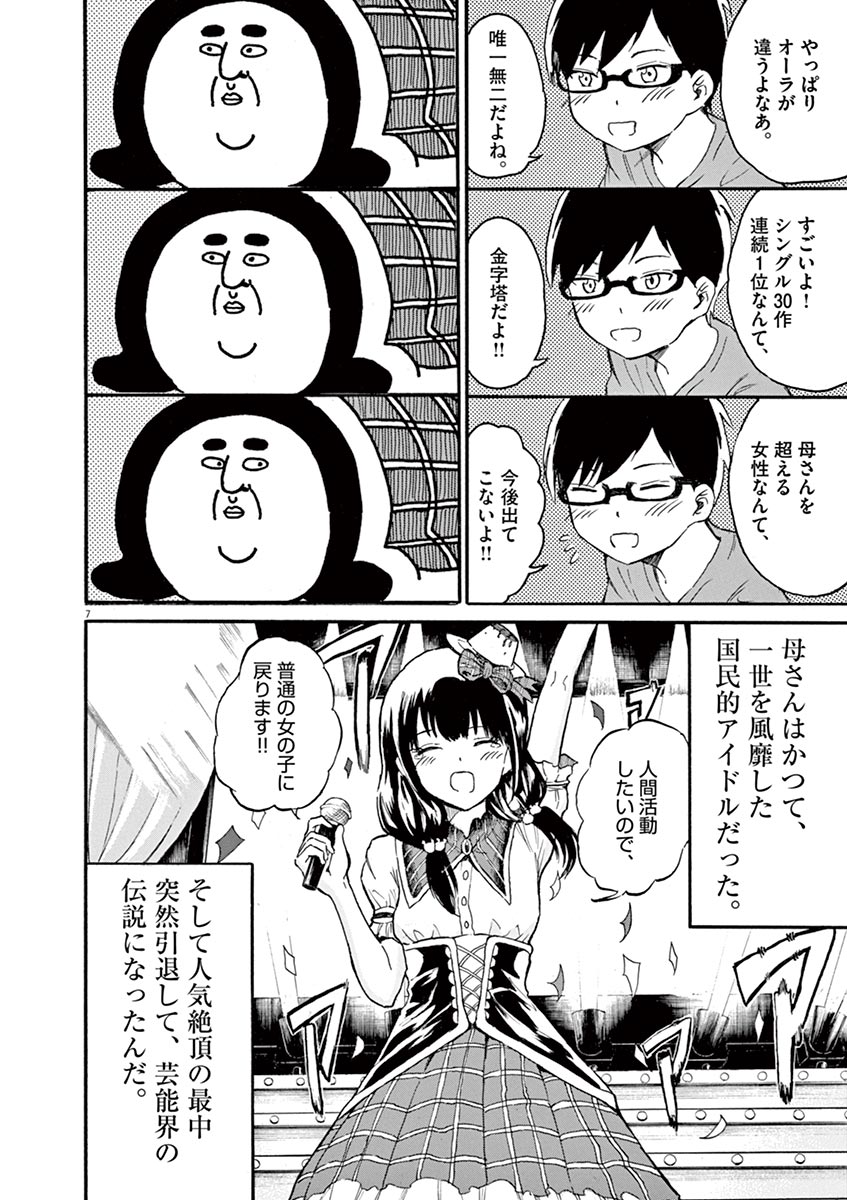 やっぱり
オーラが
違うよなあ。
唯一無二だよね。
すごいよ！
シングル30作
連続1位なんて、
金字塔だよ!!
母さんを
超える
女性なんて、
今後出て
こないよ!!
7
母さんはかつて、
一世を風靡した
国民的アイドルだった。
人間活動
したいので、
普通の女の子に
戻ります!!
ワアアア
そして人気絶頂の最中
突然引退して、芸能界の
伝説になったんだ。